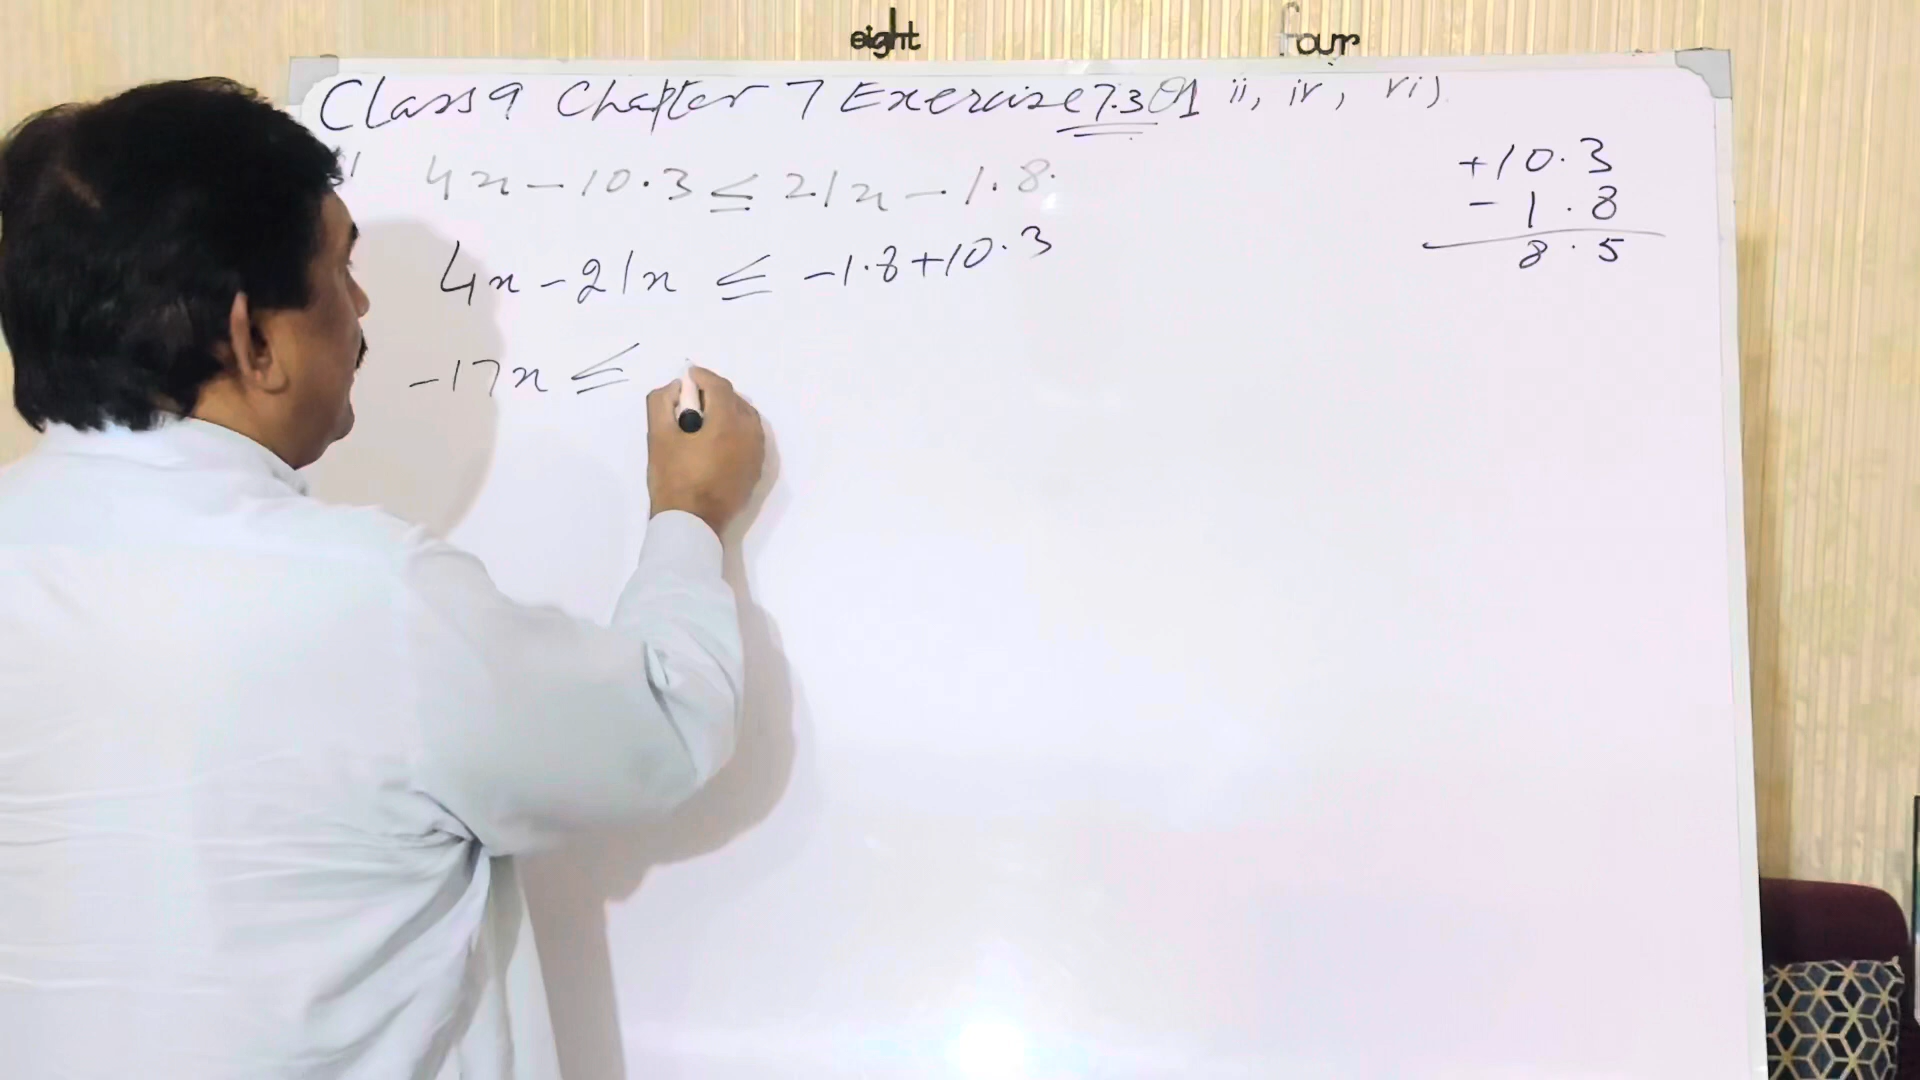 eight four
Class 9 Chapter 7 Exercise 7.3 Q1 ii, iv, vi)
4x - 10.3 ≤ 21x - 1.8.
4x - 21x ≤ -1.8 + 10.3
-17x ≤
+10.3
- 1.8
8.5